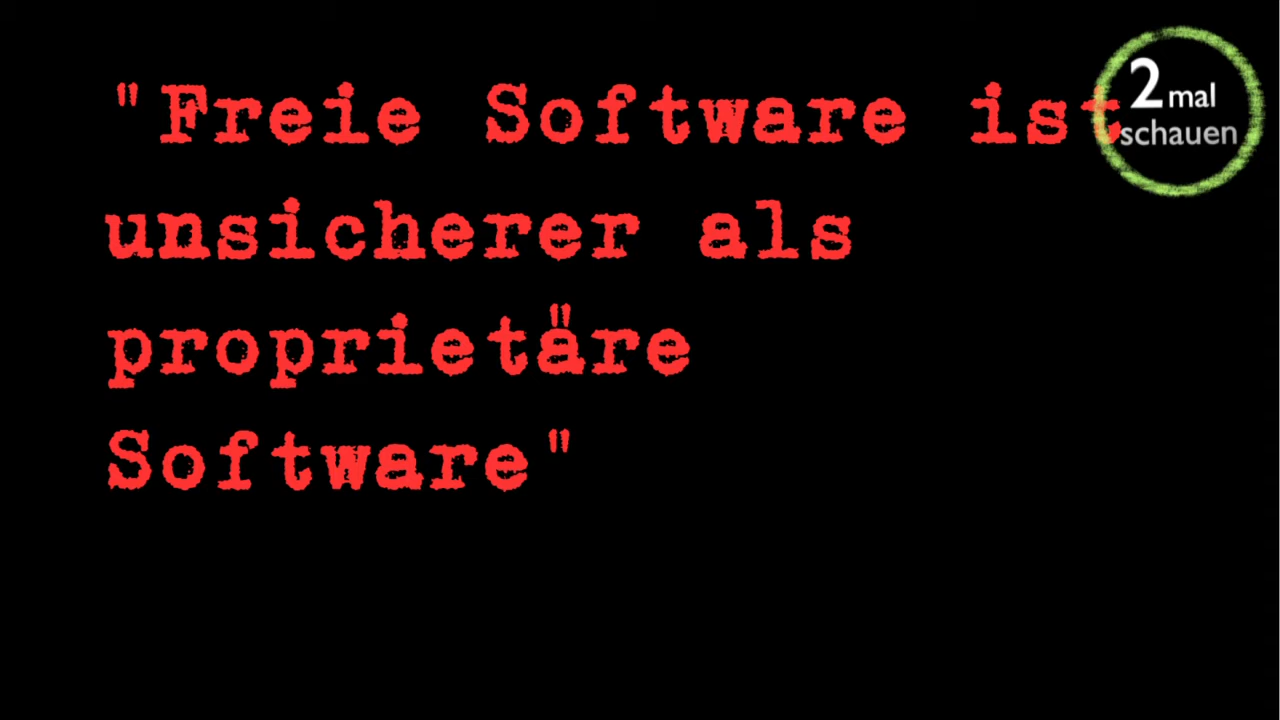 "Freie Software ist
unsicherer als
proprietäre
Software"
2 mal
schauen